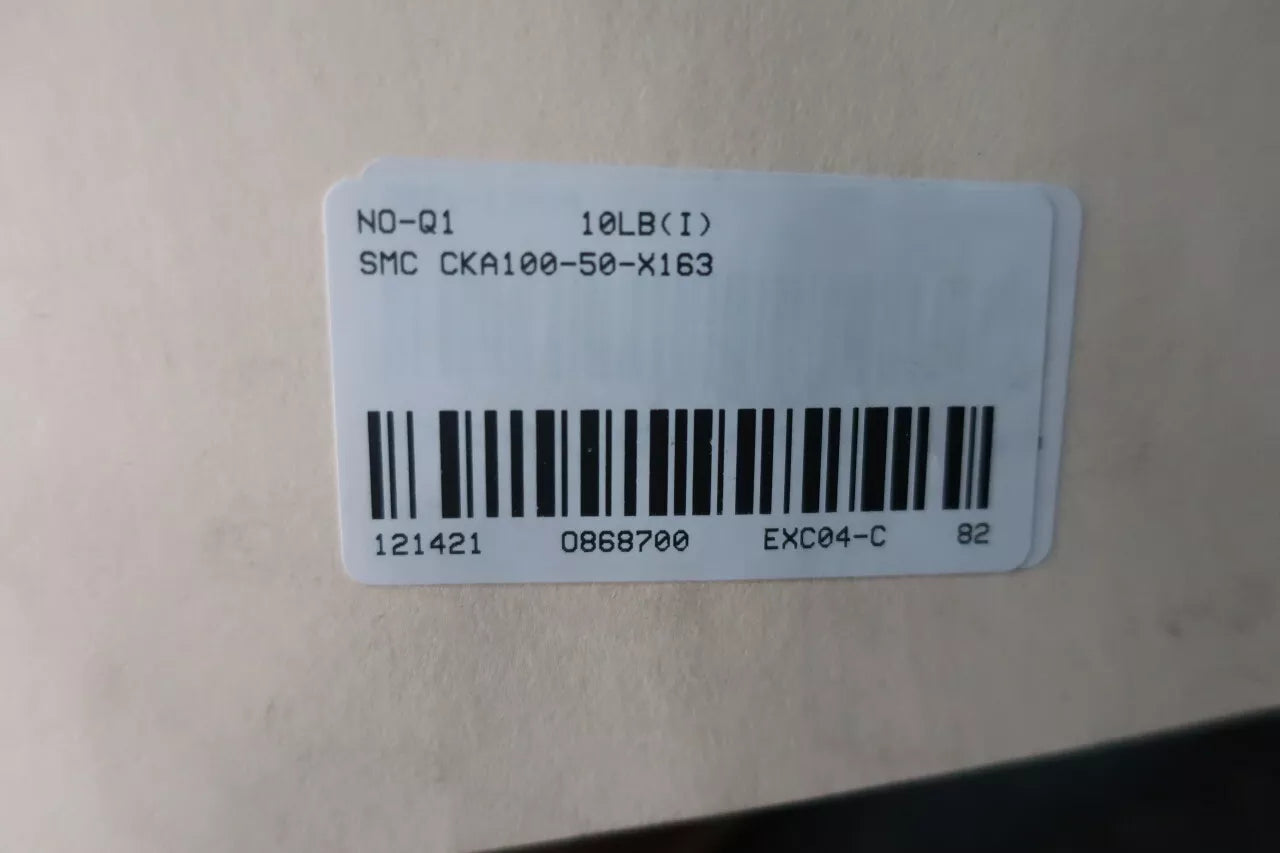 NO-Q1 10LB(I)
SMC CKA100-50-X163
121421 0868700 EXC04-C 82